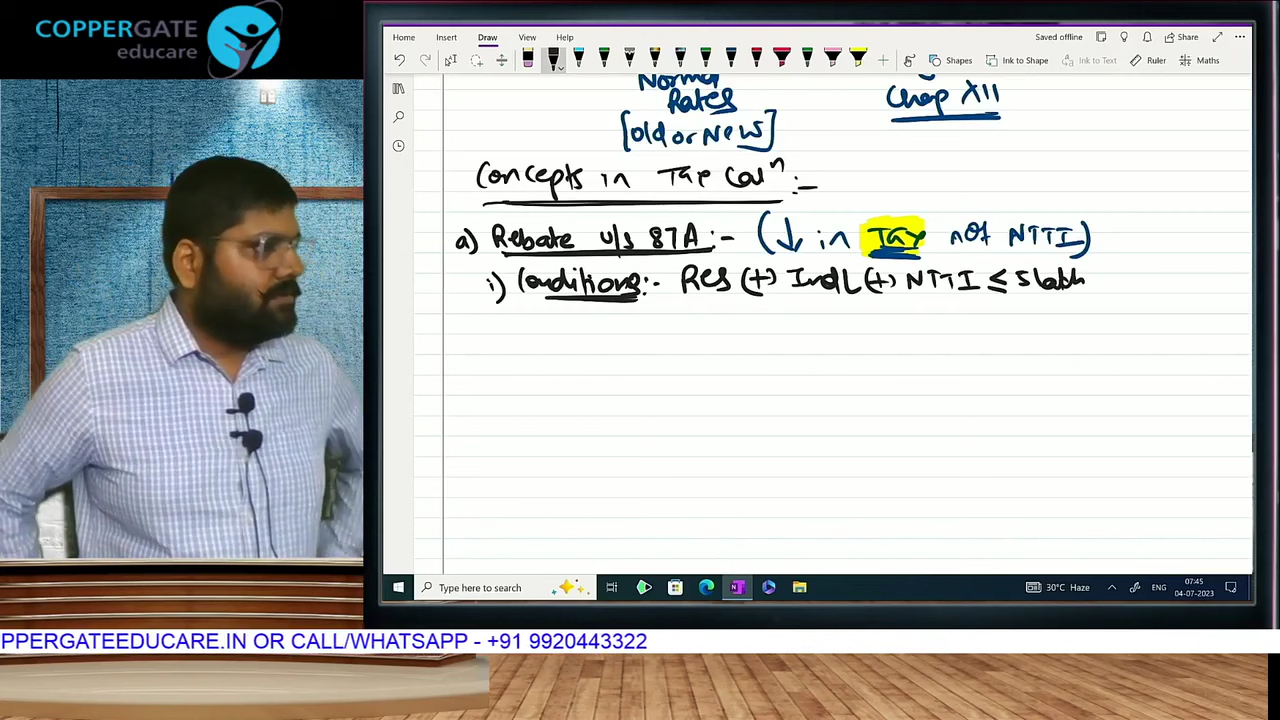 COPPERGATE
educare
Home Insert Draw View Help
Saved offline
Share
Shapes
Ink to Shape
Ink to Text
Ruler
Maths
Normal
Rates
[old or New]
Chap XII
Concepts in Tax Calⁿ :-
a) Rebate u/s 87A :- (↓ in Tax not NTTI)
i) Conditions :- Res (+) Indl (+) NTTI ≤ 5 lakh
Type here to search
30°C Haze
ENG
07:45
04-07-2023
PPERGATEEDUCARE.IN OR CALL/WHATSAPP - +91 9920443322